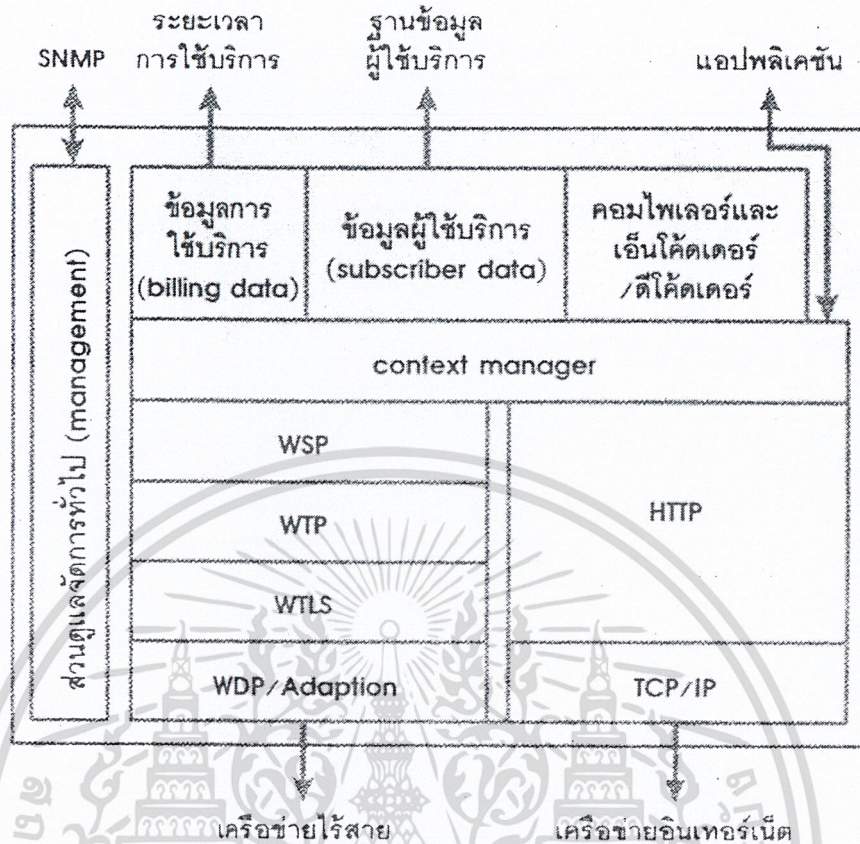 ระยะเวลา
การใช้บริการ
ฐานข้อมูล
ผู้ใช้บริการ
SNMP
แอปพลิเคชัน
ส่วนดูแลจัดการทั่วไป (management)
ข้อมูลการ
ใช้บริการ
(billing data)
ข้อมูลผู้ใช้บริการ
(subscriber data)
คอมไพเลอร์และ
เอ็นโค้ดเดอร์
/ดีโค้ดเดอร์
context manager
WSP
WTP
WTLS
WDP/Adaption
HTTP
TCP/IP
เครือข่ายไร้สาย
เครือข่ายอินเทอร์เน็ต